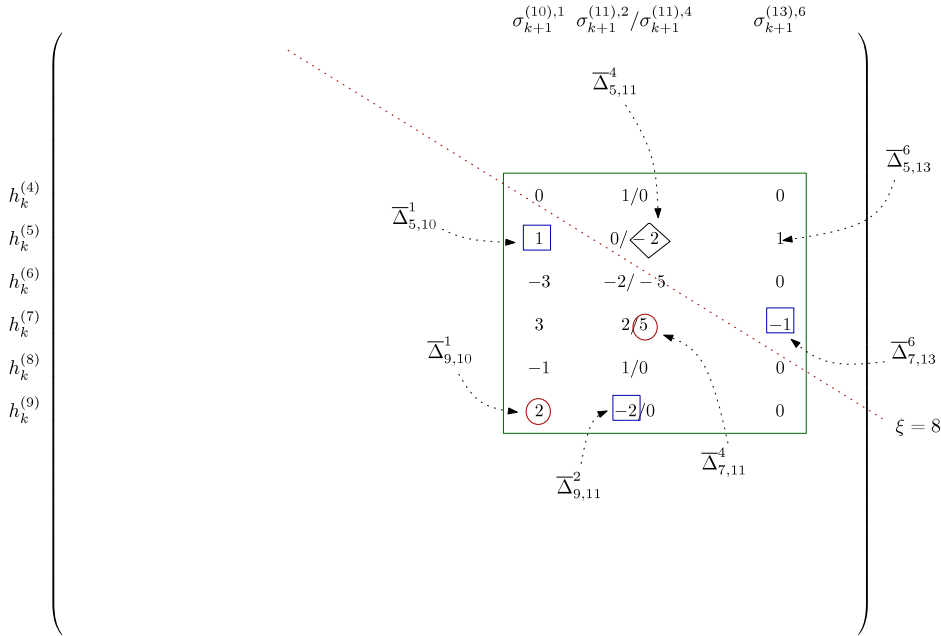 σ_{k+1}^{(10),1} σ_{k+1}^{(11),2}/σ_{k+1}^{(11),4} σ_{k+1}^{(13),6}
Δ̅_{5,11}^{4}
Δ̅_{5,13}^{6}
h_k^{(4)} 0 1/0 0
Δ̅_{5,10}^{1}
h_k^{(5)} 1 0/−2 1
h_k^{(6)} −3 −2/−5 0
h_k^{(7)} 3 2/5 −1
Δ̅_{9,10}^{1} Δ̅_{7,13}^{6}
h_k^{(8)} −1 1/0 0
h_k^{(9)} 2 −2/0 0
ξ = 8
Δ̅_{7,11}^{4}
Δ̅_{9,11}^{2}